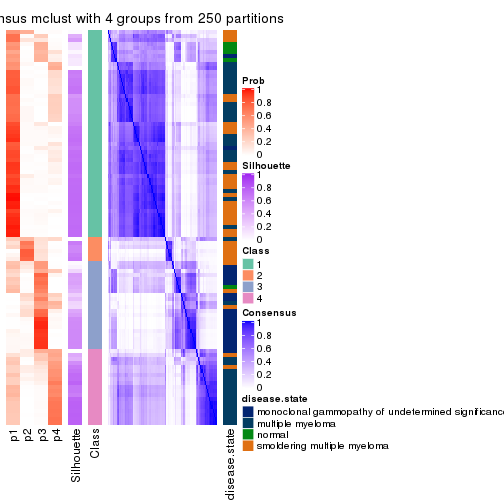 nsus mclust with 4 groups from 250 partitions
Prob
1
0.8
0.6
0.4
0.2
0
Silhouette
1
0.8
0.6
0.4
0.2
0
Class
1
2
3
4
Consensus
1
0.8
0.6
0.4
0.2
0
disease.state
monoclonal gammopathy of undetermined significance
multiple myeloma
normal
smoldering multiple myeloma
p1
p2
p3
p4
Silhouette
Class
disease.state